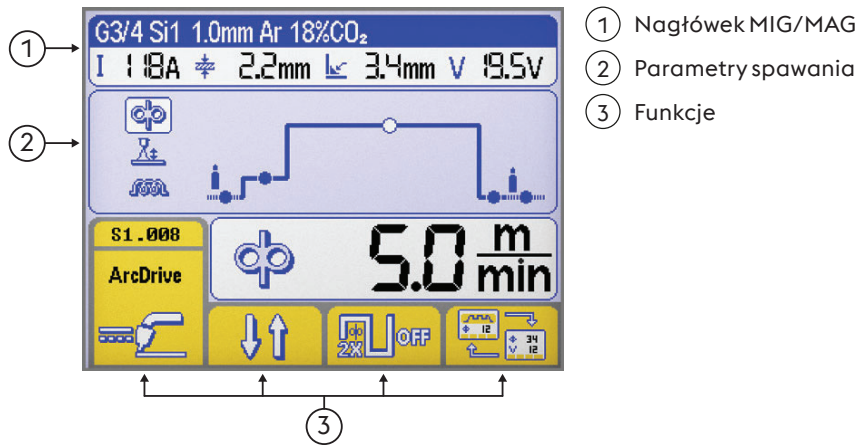 G3/4 Si1 1.0mm Ar 18%CO₂
I 118A 2.2mm 3.4mm V 19.5V
S1.008
ArcDrive
5.0 m/min
2X OFF
12 34
V 12
1 Nagłówek MIG/MAG
2 Parametry spawania
3 Funkcje
1
2
3